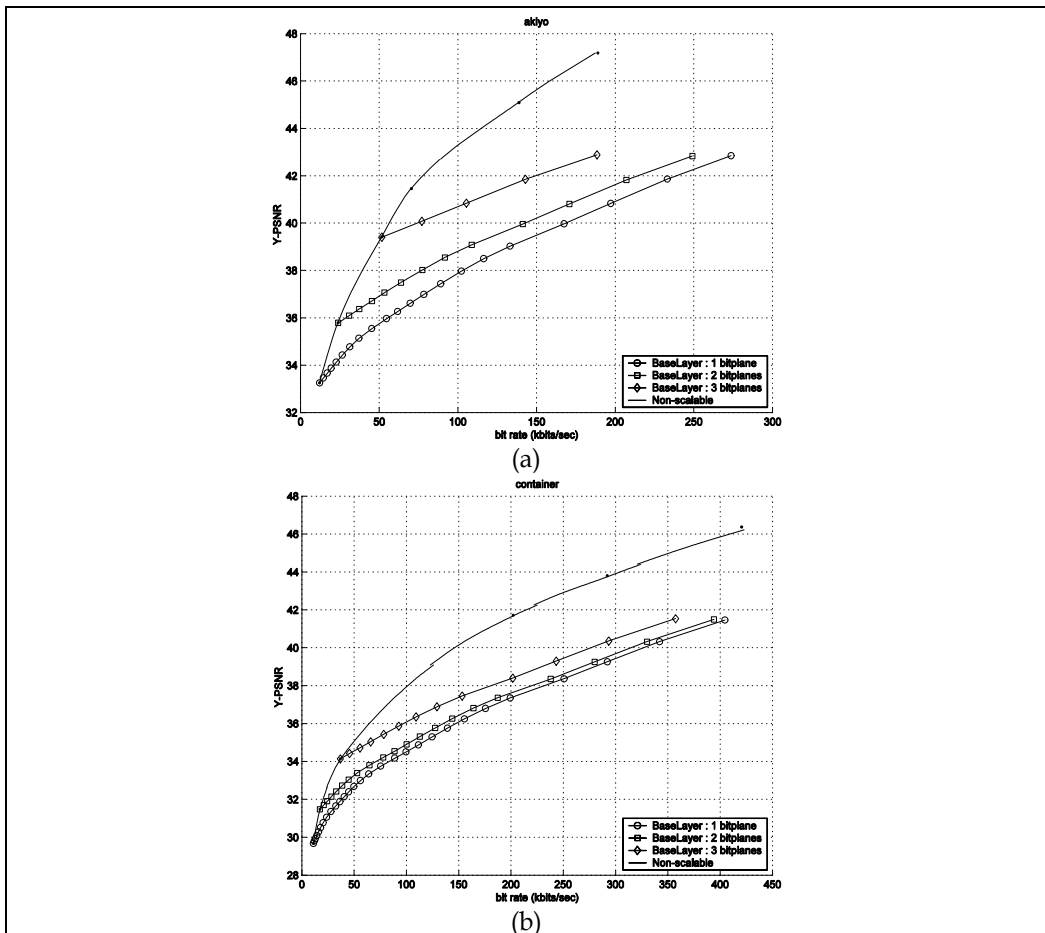 akiyo
48
46
44
42
40
38
36
34
32
Y-PSNR
0 50 100 150 200 250 300
bit rate (kbits/sec)
BaseLayer : 1 bitplane
BaseLayer : 2 bitplanes
BaseLayer : 3 bitplanes
Non-scalable
(a)
container
48
46
44
42
40
38
36
34
32
30
28
Y-PSNR
0 50 100 150 200 250 300 350 400 450
bit rate (kbits/sec)
BaseLayer : 1 bitplane
BaseLayer : 2 bitplanes
BaseLayer : 3 bitplanes
Non-scalable
(b)